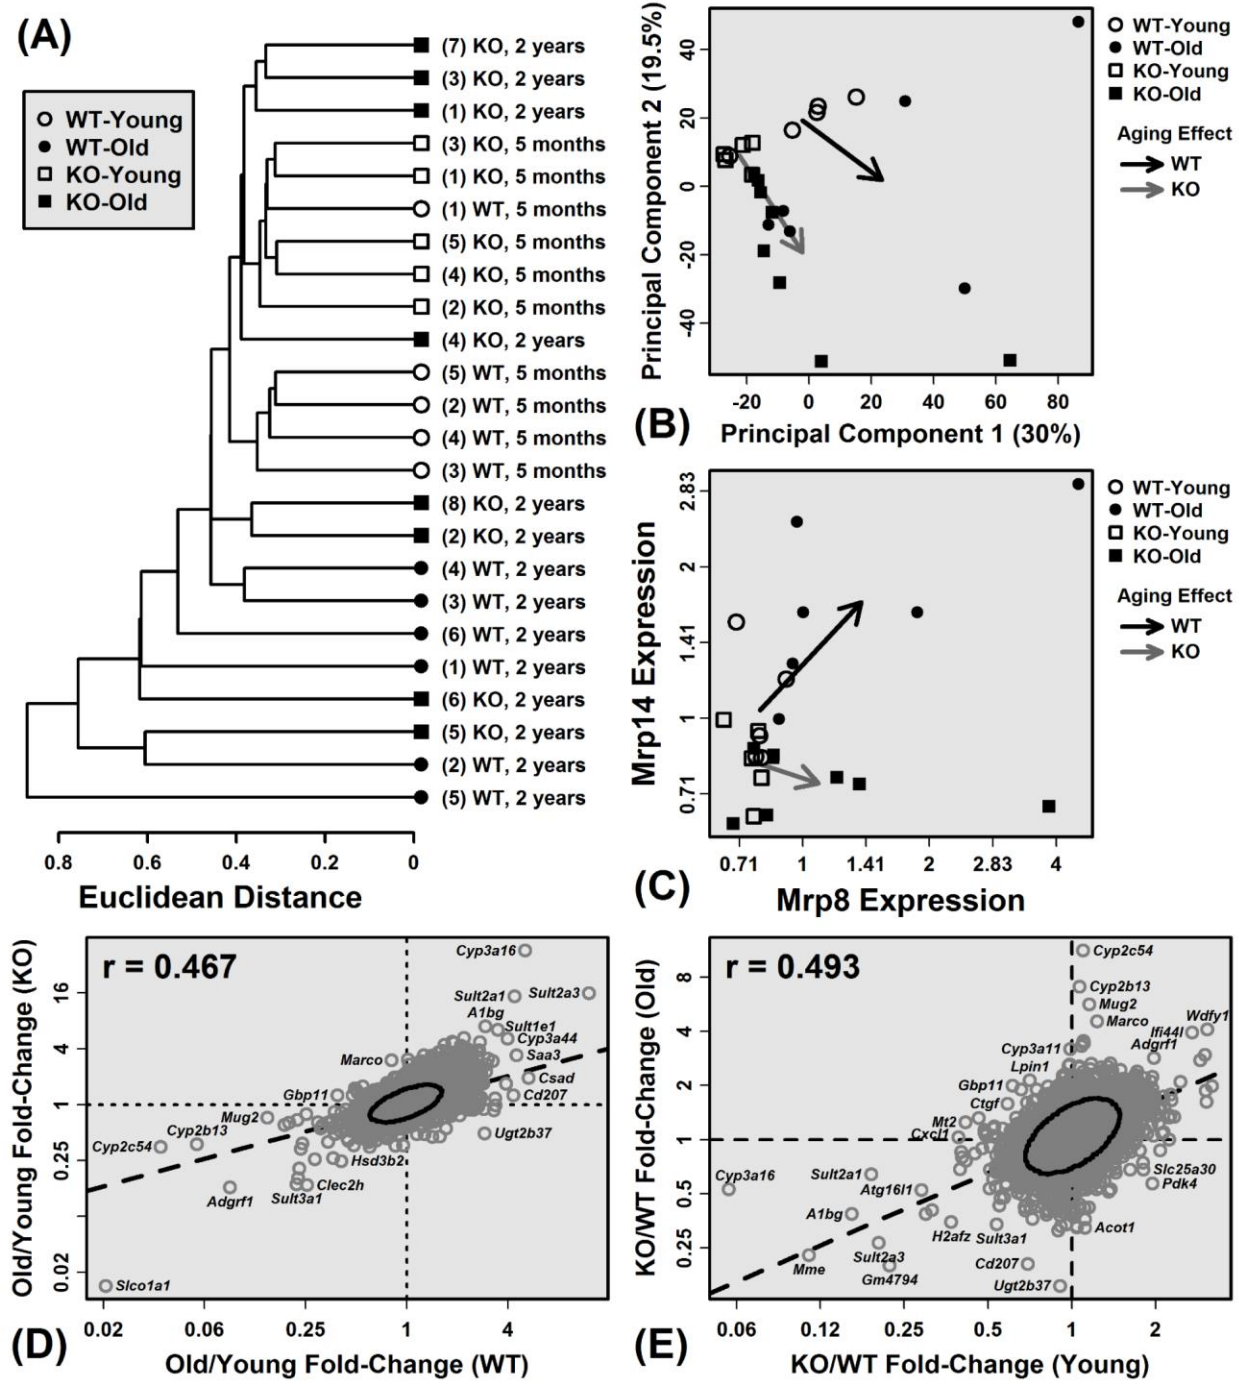 (A)
WT-Young
WT-Old
KO-Young
KO-Old
(7) KO, 2 years
(3) KO, 2 years
(1) KO, 2 years
(3) KO, 5 months
(1) KO, 5 months
(1) WT, 5 months
(5) KO, 5 months
(4) KO, 5 months
(2) KO, 5 months
(4) KO, 2 years
(5) WT, 5 months
(2) WT, 5 months
(4) WT, 5 months
(3) WT, 5 months
(8) KO, 2 years
(2) KO, 2 years
(4) WT, 2 years
(3) WT, 2 years
(6) WT, 2 years
(1) WT, 2 years
(6) KO, 2 years
(5) KO, 2 years
(2) WT, 2 years
(5) WT, 2 years
0.8 0.6 0.4 0.2 0
Euclidean Distance
Principal Component 2 (19.5%)
40
20
0
-20
-40
-20 0 20 40 60 80
Principal Component 1 (30%)
(B)
WT-Young
WT-Old
KO-Young
KO-Old
Aging Effect
WT
KO
Mrp14 Expression
2.83
2
1.41
1
0.71
0.71 1 1.41 2 2.83 4
Mrp8 Expression
(C)
WT-Young
WT-Old
KO-Young
KO-Old
Aging Effect
WT
KO
Old/Young Fold-Change (KO)
r = 0.467
16
4
1
0.25
0.02
Cyp3a16
Sult2a1
Sult2a3
A1bg
Sult1e1
Cyp3a44
Marco
Saa3
Csad
Gbp11
Cd207
Mug2
Cyp2b13
Ugt2b37
Cyp2c54
Hsd3b2
Clec2h
Adgrf1
Sult3a1
Slco1a1
0.02 0.06 0.25 1 4
Old/Young Fold-Change (WT)
(D)
KO/WT Fold-Change (Old)
r = 0.493
8
4
2
1
0.5
0.25
Cyp2c54
Cyp2b13
Mug2
Marco
Wdfy1
Ifi44l
Cyp3a11
Adgrf1
Lpin1
Gbp11
Ctgf
Mt2
Cxcl1
Cyp3a16
Sult2a1
Slc25a30
Atg16l1
Pdk4
A1bg
H2afz
Sult3a1
Acot1
Sult2a3
Mme
Cd207
Gm4794
Ugt2b37
0.06 0.12 0.25 0.5 1 2
KO/WT Fold-Change (Young)
(E)